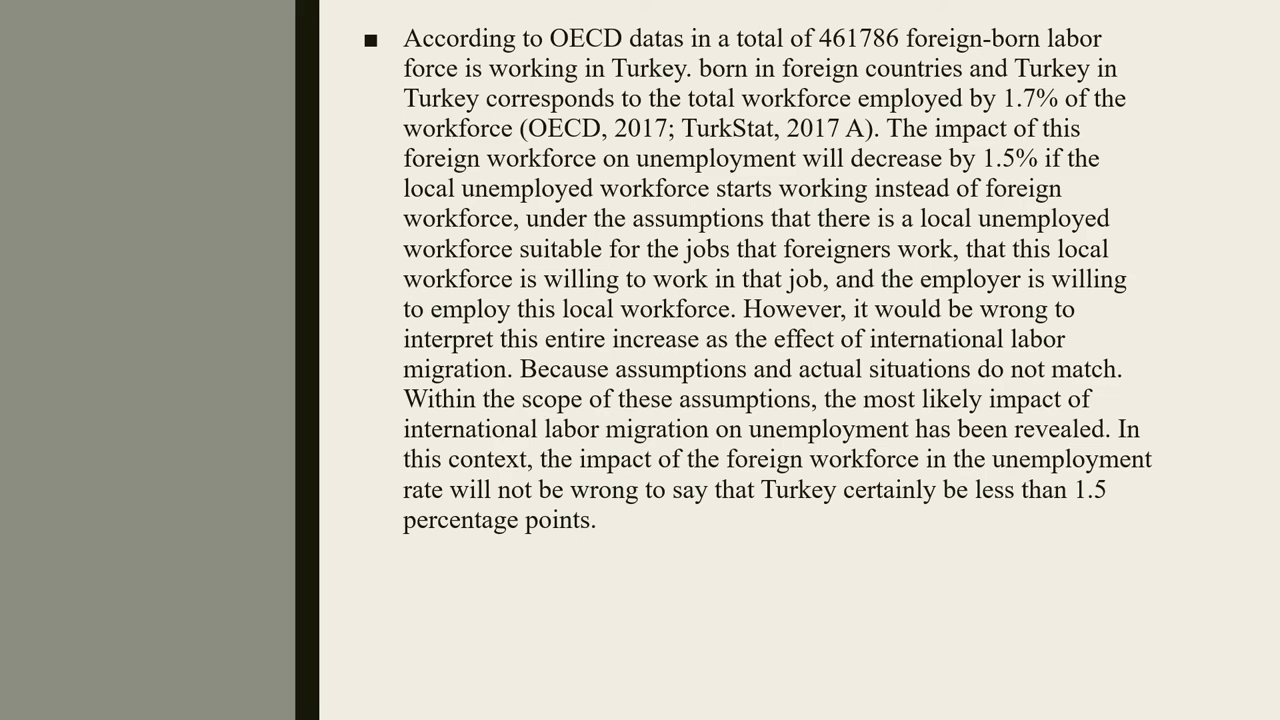 ■ According to OECD datas in a total of 461786 foreign-born labor
force is working in Turkey. born in foreign countries and Turkey in
Turkey corresponds to the total workforce employed by 1.7% of the
workforce (OECD, 2017; TurkStat, 2017 A). The impact of this
foreign workforce on unemployment will decrease by 1.5% if the
local unemployed workforce starts working instead of foreign
workforce, under the assumptions that there is a local unemployed
workforce suitable for the jobs that foreigners work, that this local
workforce is willing to work in that job, and the employer is willing
to employ this local workforce. However, it would be wrong to
interpret this entire increase as the effect of international labor
migration. Because assumptions and actual situations do not match.
Within the scope of these assumptions, the most likely impact of
international labor migration on unemployment has been revealed. In
this context, the impact of the foreign workforce in the unemployment
rate will not be wrong to say that Turkey certainly be less than 1.5
percentage points.